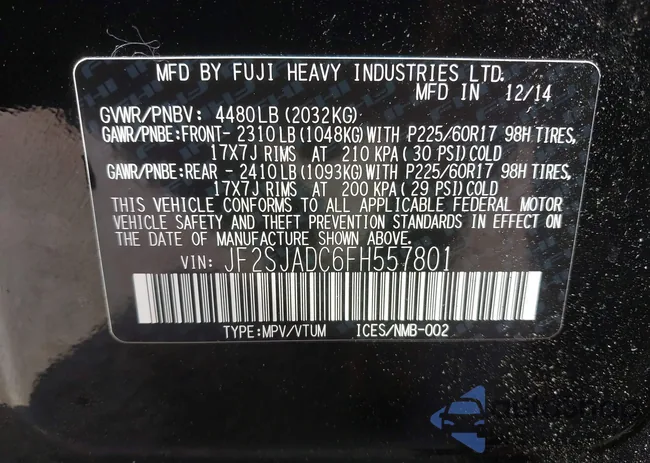 MFD BY FUJI HEAVY INDUSTRIES LTD.
MFD IN 12/14
GVWR/PNBV: 4480LB(2032KG)
GAWR/PNBE:FRONT- 2310LB(1048KG)WITH P225/60R17 98H TIRES,
17X7J RIMS AT 210 KPA(30 PSI)COLD
GAWR/PNBE:REAR - 2410LB(1093KG)WITH P225/60R17 98H TIRES,
17X7J RIMS AT 200 KPA(29 PSI)COLD
THIS VEHICLE CONFORMS TO ALL APPLICABLE FEDERAL MOTOR
VEHICLE SAFETY AND THEFT PREVENTION STANDARDS IN EFFECT ON
THE DATE OF MANUFACTURE SHOWN ABOVE.
VIN: JF2SJADC6FH557801
TYPE:MPV/VTUM ICES/NMB-002